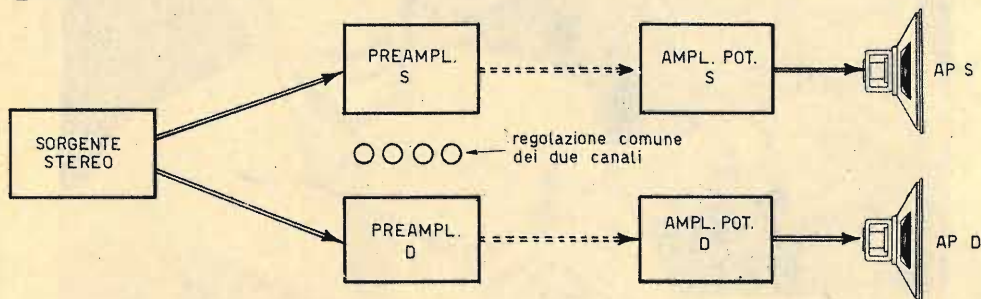 PREAMPL.
S
AMPL. POT.
S
AP S
SORGENTE
STEREO
regolazione comune
dei due canali
PREAMPL.
D
AMPL. POT.
D
AP D